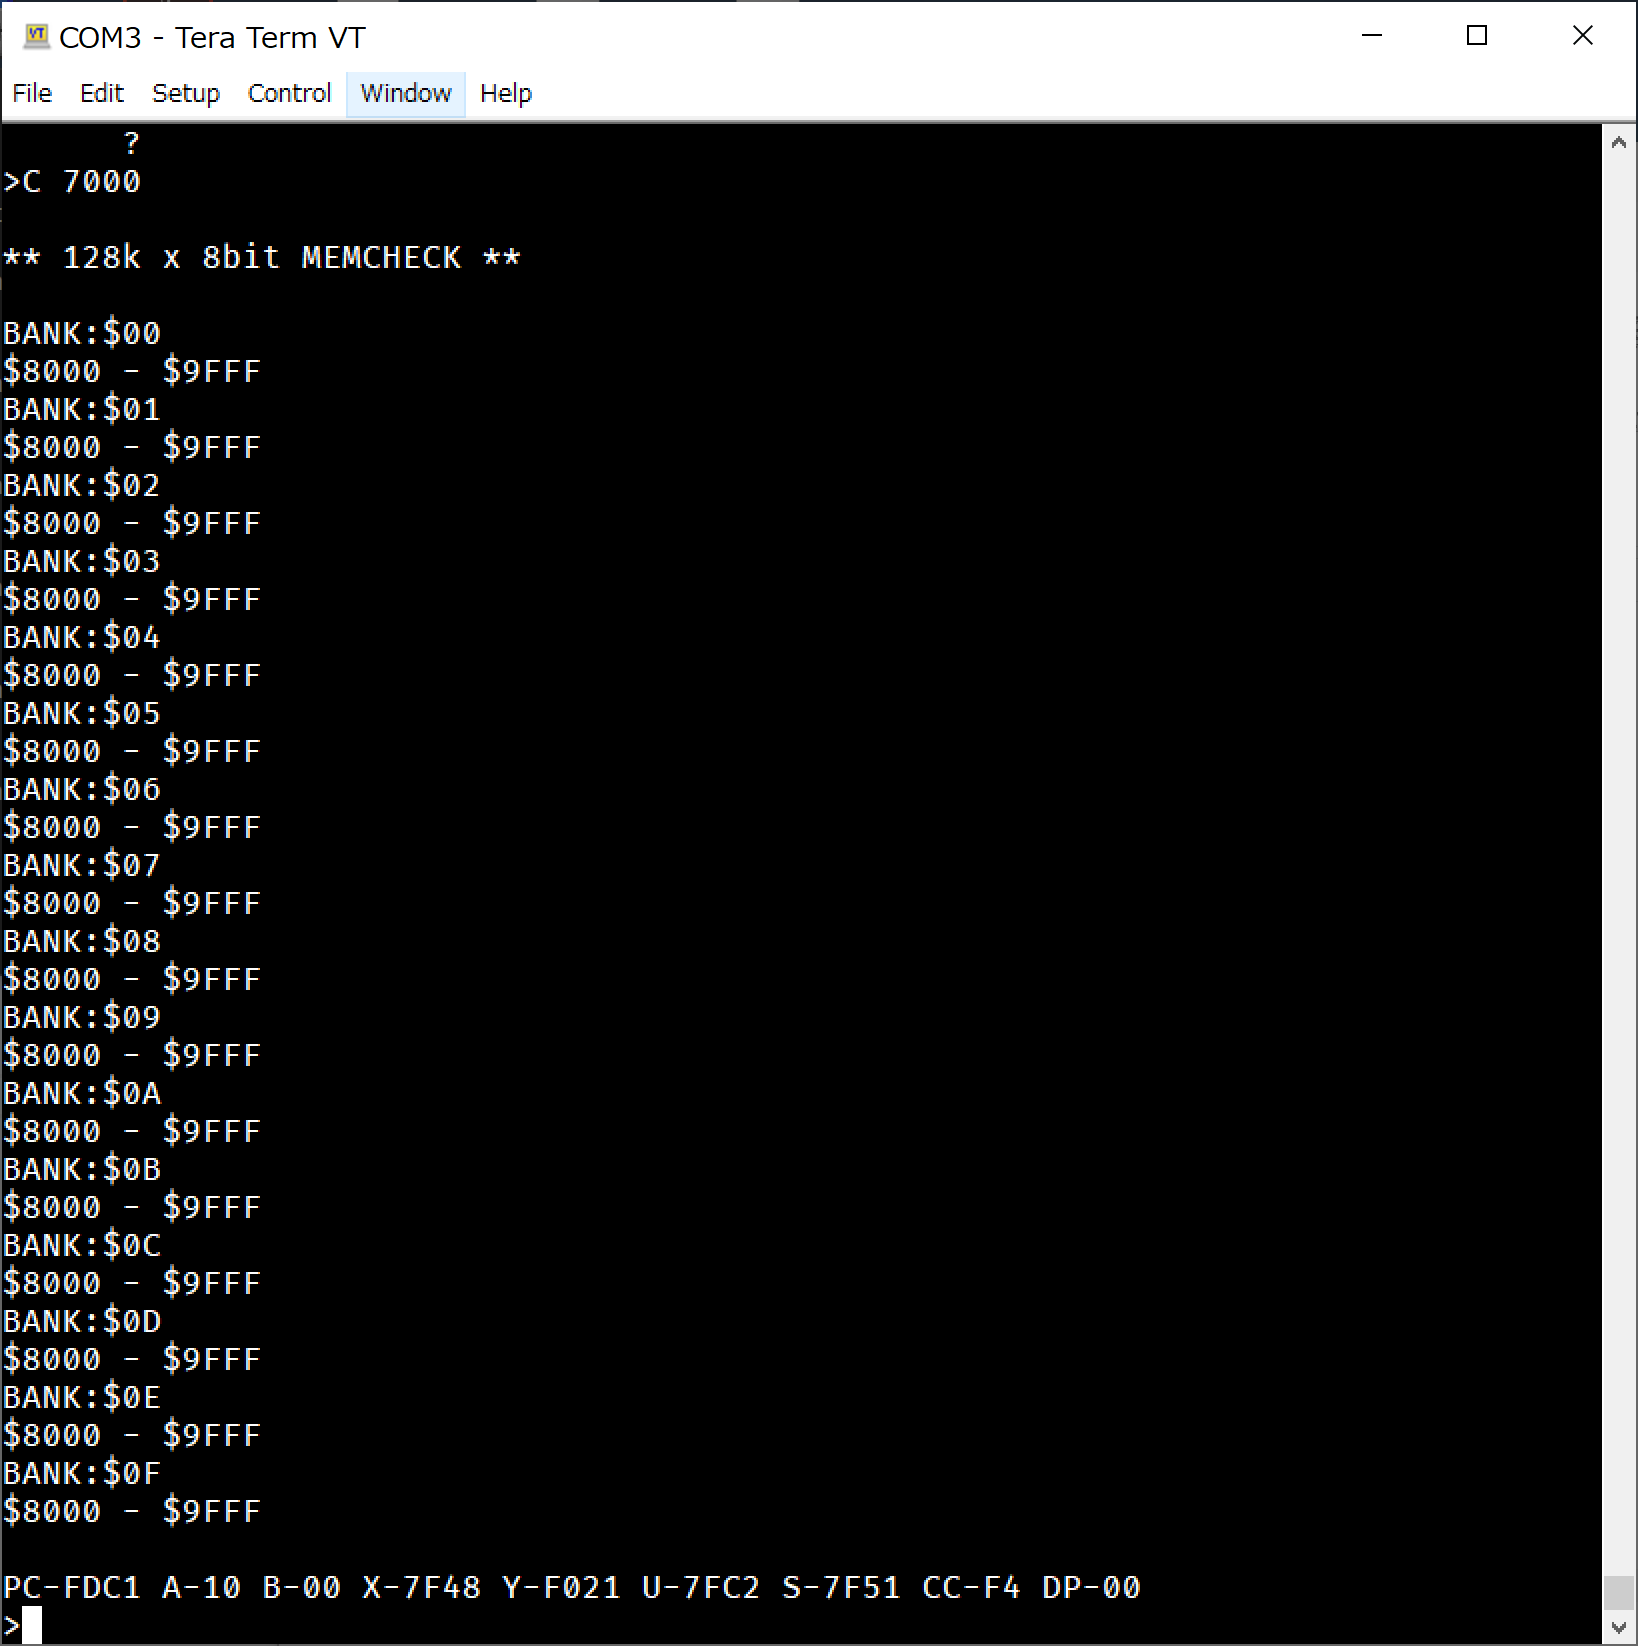 COM3 - Tera Term VT
File Edit Setup Control Window Help
?
>C 7000
** 128k x 8bit MEMCHECK **
BANK:$00
$8000 - $9FFF
BANK:$01
$8000 - $9FFF
BANK:$02
$8000 - $9FFF
BANK:$03
$8000 - $9FFF
BANK:$04
$8000 - $9FFF
BANK:$05
$8000 - $9FFF
BANK:$06
$8000 - $9FFF
BANK:$07
$8000 - $9FFF
BANK:$08
$8000 - $9FFF
BANK:$09
$8000 - $9FFF
BANK:$0A
$8000 - $9FFF
BANK:$0B
$8000 - $9FFF
BANK:$0C
$8000 - $9FFF
BANK:$0D
$8000 - $9FFF
BANK:$0E
$8000 - $9FFF
BANK:$0F
$8000 - $9FFF
PC-FDC1 A-10 B-00 X-7F48 Y-F021 U-7FC2 S-7F51 CC-F4 DP-00
>